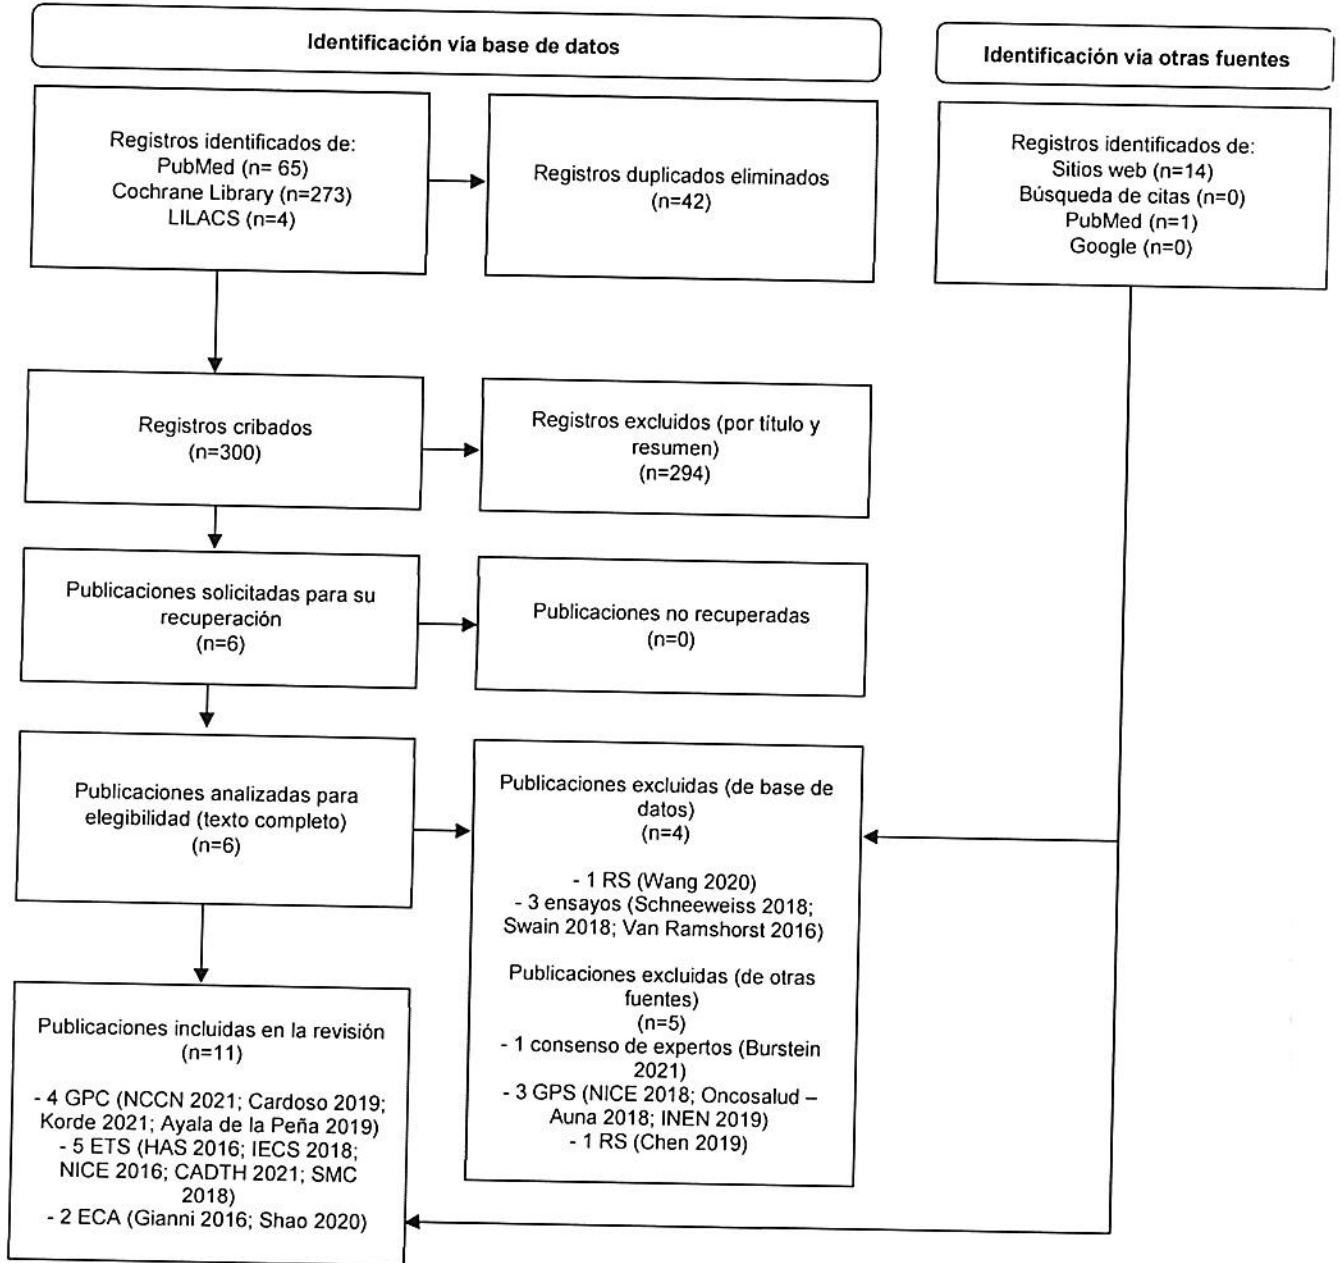 Identificación vía base de datos
Identificación vía otras fuentes
Registros identificados de:
PubMed (n= 65)
Cochrane Library (n=273)
LILACS (n=4)
Registros duplicados eliminados
(n=42)
Registros identificados de:
Sitios web (n=14)
Búsqueda de citas (n=0)
PubMed (n=1)
Google (n=0)
Registros cribados
(n=300)
Registros excluidos (por título y
resumen)
(n=294)
Publicaciones solicitadas para su
recuperación
(n=6)
Publicaciones no recuperadas
(n=0)
Publicaciones analizadas para
elegibilidad (texto completo)
(n=6)
Publicaciones excluidas (de base de
datos)
(n=4)
- 1 RS (Wang 2020)
- 3 ensayos (Schneeweiss 2018;
Swain 2018; Van Ramshorst 2016)
Publicaciones excluidas (de otras
fuentes)
(n=5)
- 1 consenso de expertos (Burstein
2021)
- 3 GPS (NICE 2018; Oncosalud –
Auna 2018; INEN 2019)
- 1 RS (Chen 2019)
Publicaciones incluidas en la revisión
(n=11)
- 4 GPC (NCCN 2021; Cardoso 2019;
Korde 2021; Ayala de la Peña 2019)
- 5 ETS (HAS 2016; IECS 2018;
NICE 2016; CADTH 2021; SMC
2018)
- 2 ECA (Gianni 2016; Shao 2020)